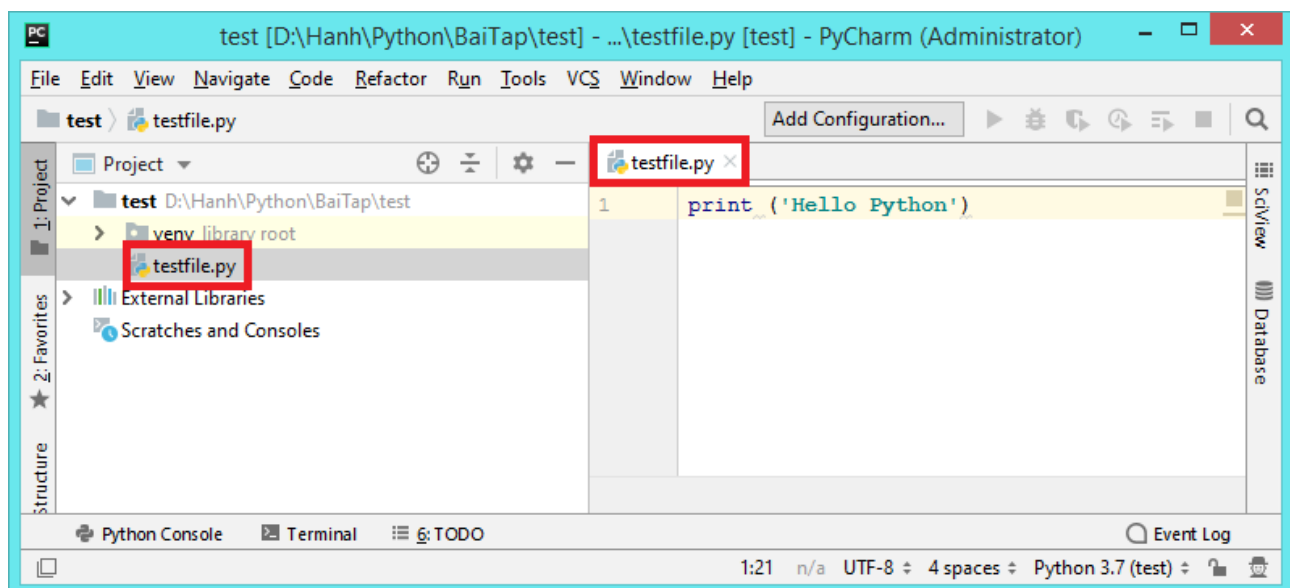 PC
test [D:\Hanh\Python\BaiTap\test] - ...\testfile.py [test] - PyCharm (Administrator)
File Edit View Navigate Code Refactor Run Tools VCS Window Help
test testfile.py Add Configuration...
1: Project
Project
testfile.py
test D:\Hanh\Python\BaiTap\test
venv library root
testfile.py
External Libraries
Scratches and Consoles
1 print ('Hello Python')
SciView
Database
2: Favorites
Structure
Python Console Terminal 6: TODO Event Log
1:21 n/a UTF-8 4 spaces Python 3.7 (test)